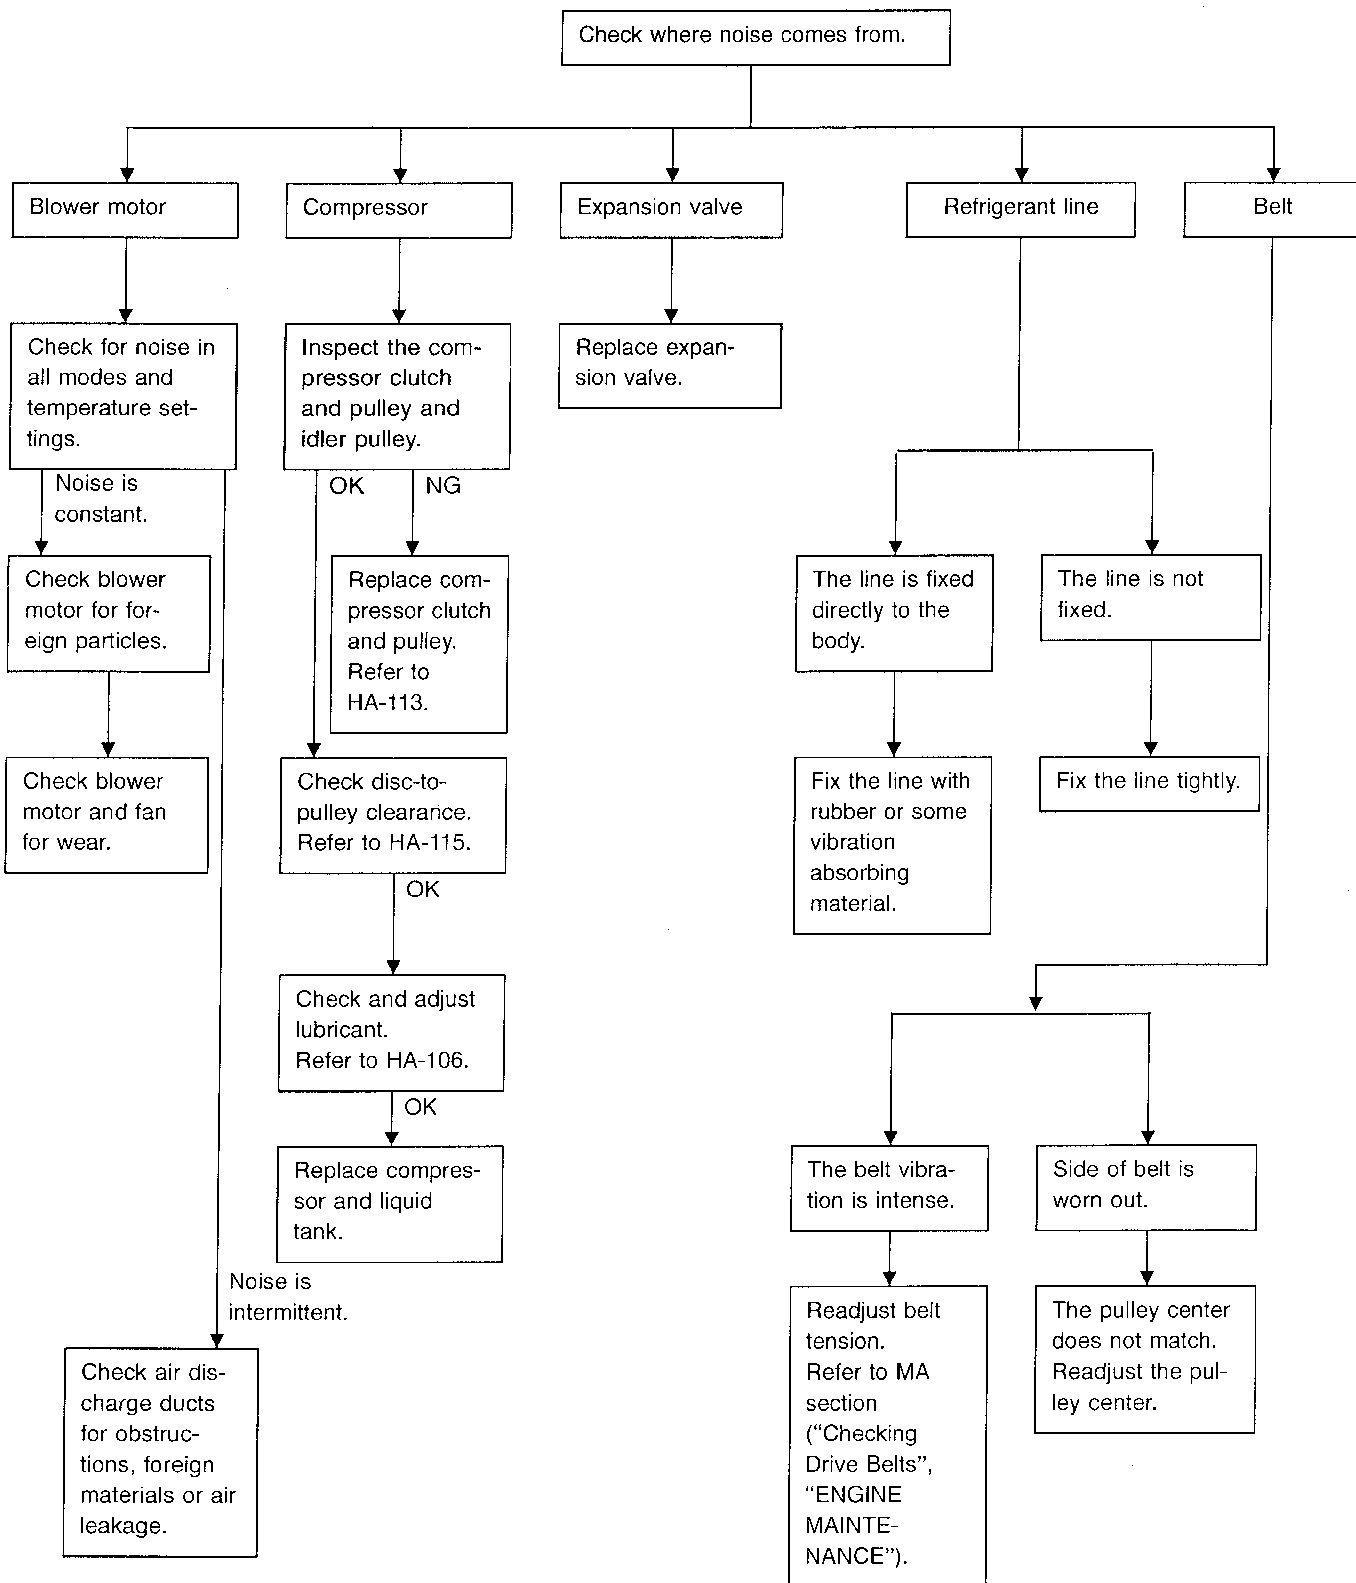 Check where noise comes from.
Blower motor
Compressor
Expansion valve
Refrigerant line
Belt
Check for noise in
all modes and
temperature set-
tings.
Inspect the com-
pressor clutch
and pulley and
idler pulley.
Replace expan-
sion valve.
Noise is
constant.
OK
NG
Check blower
motor for for-
eign particles.
Replace com-
pressor clutch
and pulley.
Refer to
HA-113.
The line is fixed
directly to the
body.
The line is not
fixed.
Check blower
motor and fan
for wear.
Check disc-to-
pulley clearance.
Refer to HA-115.
Fix the line with
rubber or some
vibration
absorbing
material.
Fix the line tightly.
OK
Check and adjust
lubricant.
Refer to HA-106.
OK
Replace compres-
sor and liquid
tank.
The belt vibra-
tion is intense.
Side of belt is
worn out.
Noise is
intermittent.
Check air dis-
charge ducts
for obstruc-
tions, foreign
materials or air
leakage.
Readjust belt
tension.
Refer to MA
section
(“Checking
Drive Belts”,
“ENGINE
MAINTE-
NANCE”).
The pulley center
does not match.
Readjust the pul-
ley center.